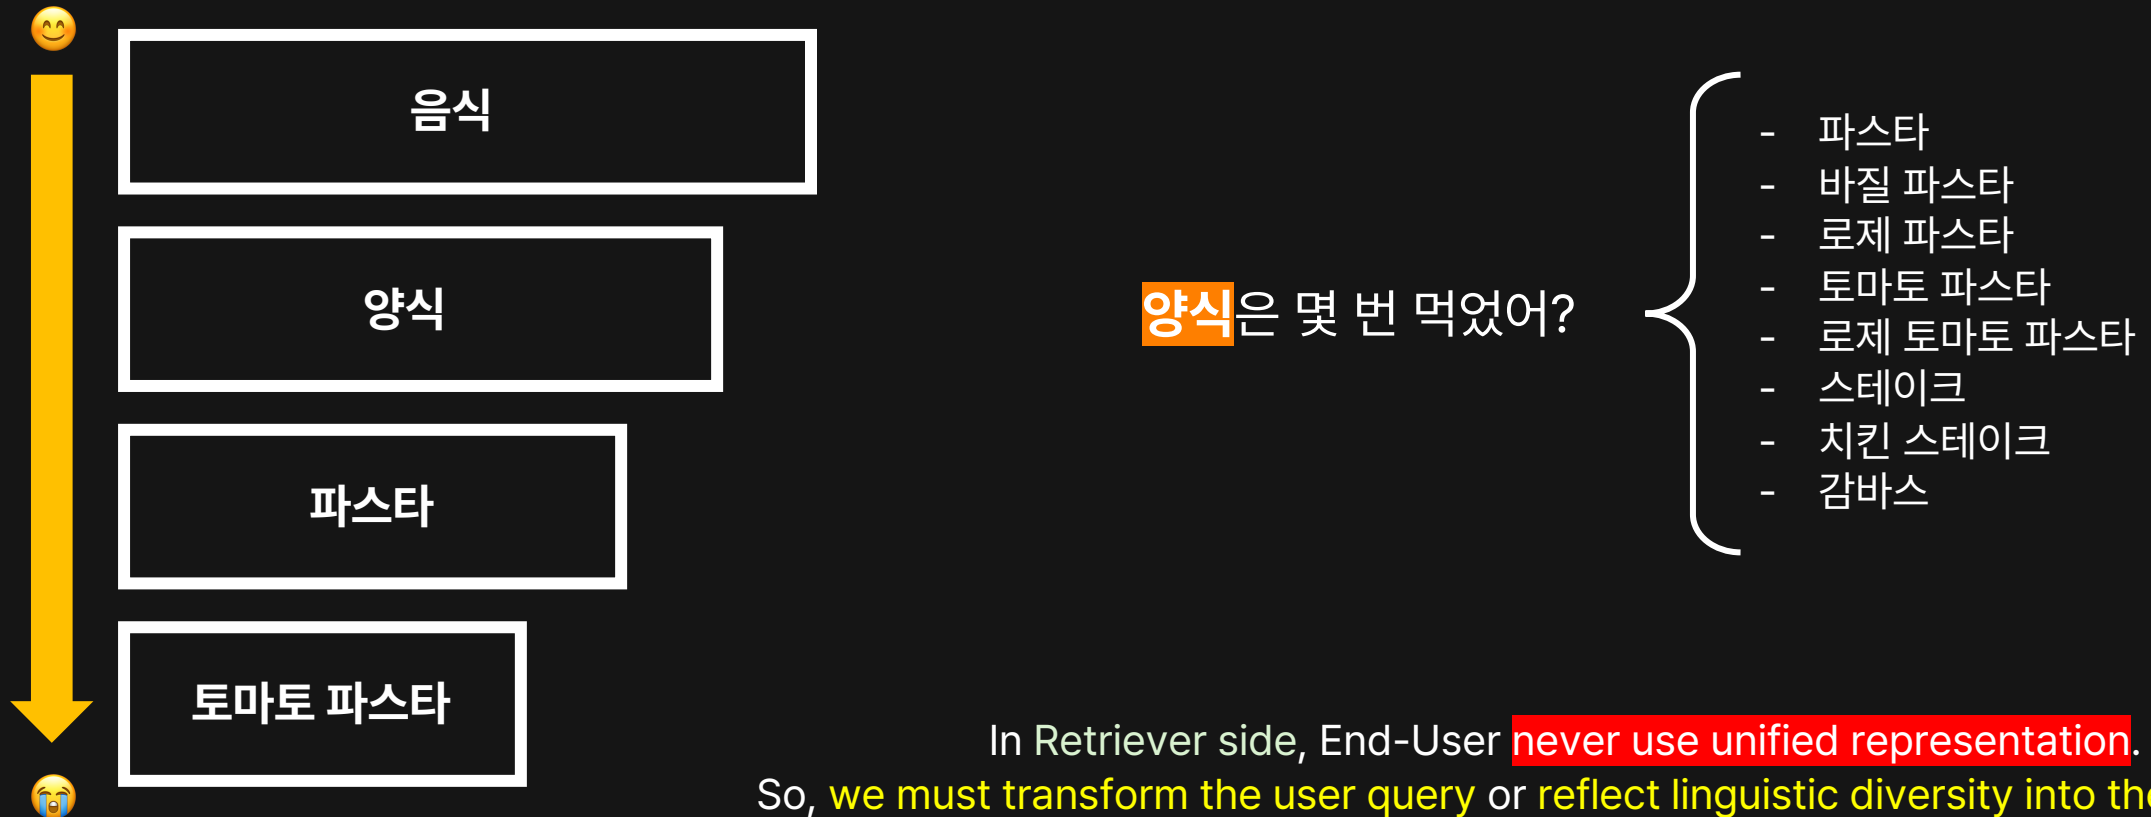 음식
양식
파스타
토마토 파스타
양식은 몇 번 먹었어?
- 파스타
- 바질 파스타
- 로제 파스타
- 토마토 파스타
- 로제 토마토 파스타
- 스테이크
- 치킨 스테이크
- 감바스
In Retriever side, End-User never use unified representation.
So, we must transform the user query or reflect linguistic diversity into the